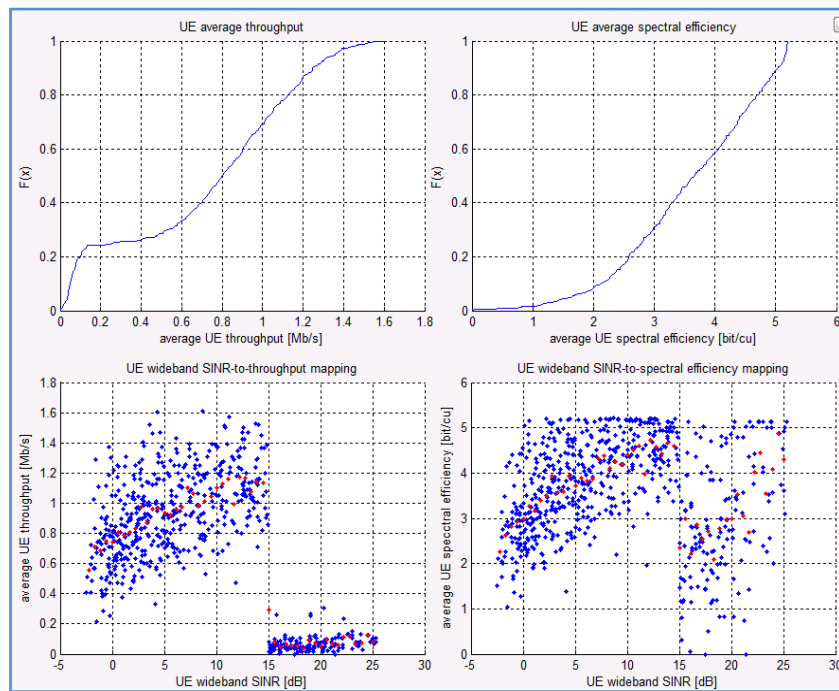 UE average throughput
1
0.8
0.6
0.4
0.2
0
F(x)
0 0.2 0.4 0.6 0.8 1 1.2 1.4 1.6 1.8
average UE throughput [Mb/s]
UE average spectral efficiency
1
0.8
0.6
0.4
0.2
0
F(x)
0 1 2 3 4 5 6
average UE spectral efficiency [bit/cu]
UE wideband SINR-to-throughput mapping
1.8
1.6
1.4
1.2
1
0.8
0.6
0.4
0.2
0
average UE throughput [Mb/s]
-5 0 5 10 15 20 25 30
UE wideband SINR [dB]
UE wideband SINR-to-spectral efficiency mapping
6
5
4
3
2
1
0
average UE specctral efficiency [bit/cu]
-5 0 5 10 15 20 25 30
UE wideband SINR [dB]